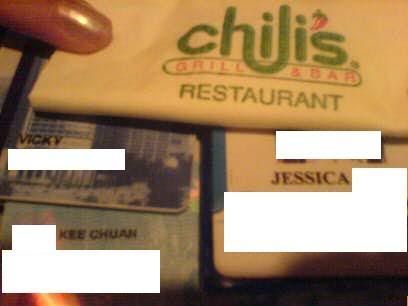 chili's
GRILL & BAR
RESTAURANT
VICKY
JESSICA
KEE CHUAN